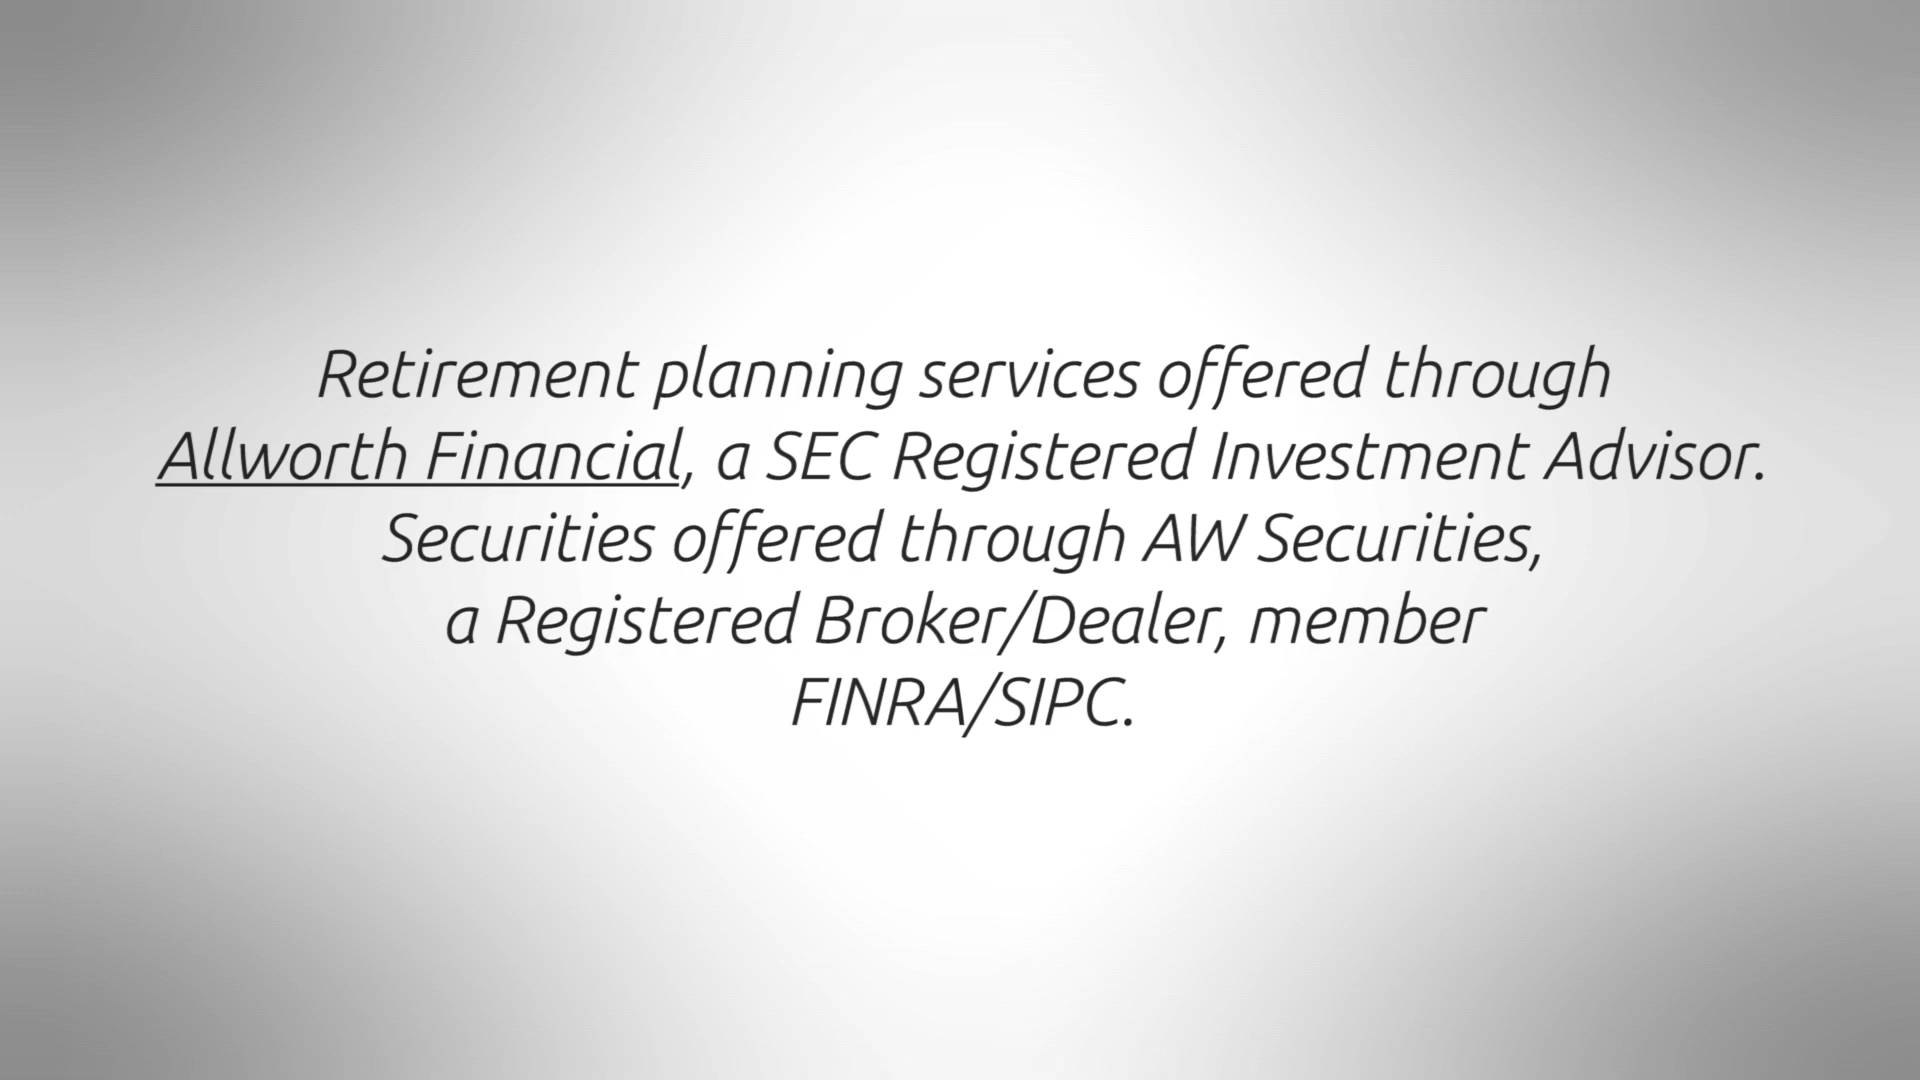 Retirement planning services offered through
Allworth Financial, a SEC Registered Investment Advisor.
Securities offered through AW Securities,
a Registered Broker/Dealer, member
FINRA/SIPC.